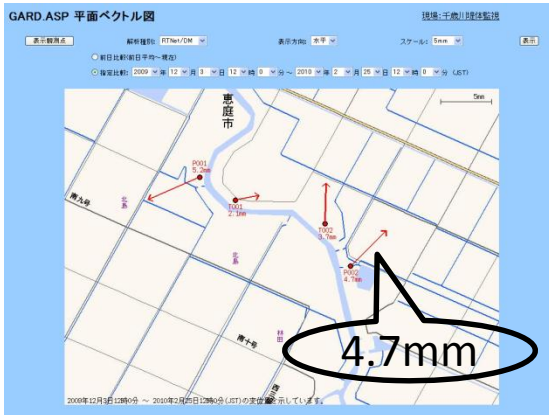 GARD.ASP 平面ベクトル図
現場:千歳川堤体監視
表示観測点 解析種別: RTNet/DM 表示方向: 水平 スケール: 5mm 表示
前日比較(前日平均~現在)
指定比較: 2009 年 12 月 3 日 12 時 0 分 ~ 2010 年 2 月 25 日 12 時 0 分 (JST)
5mm
恵庭市
P001
5.2mm
南九号
北島
T001
2.1mm
T002
3.7mm
P002
4.7mm
北島
林田
南十号
4.7mm
2009年12月3日12時0分 ~ 2010年2月25日12時0分(JST)の変位量を示しています。